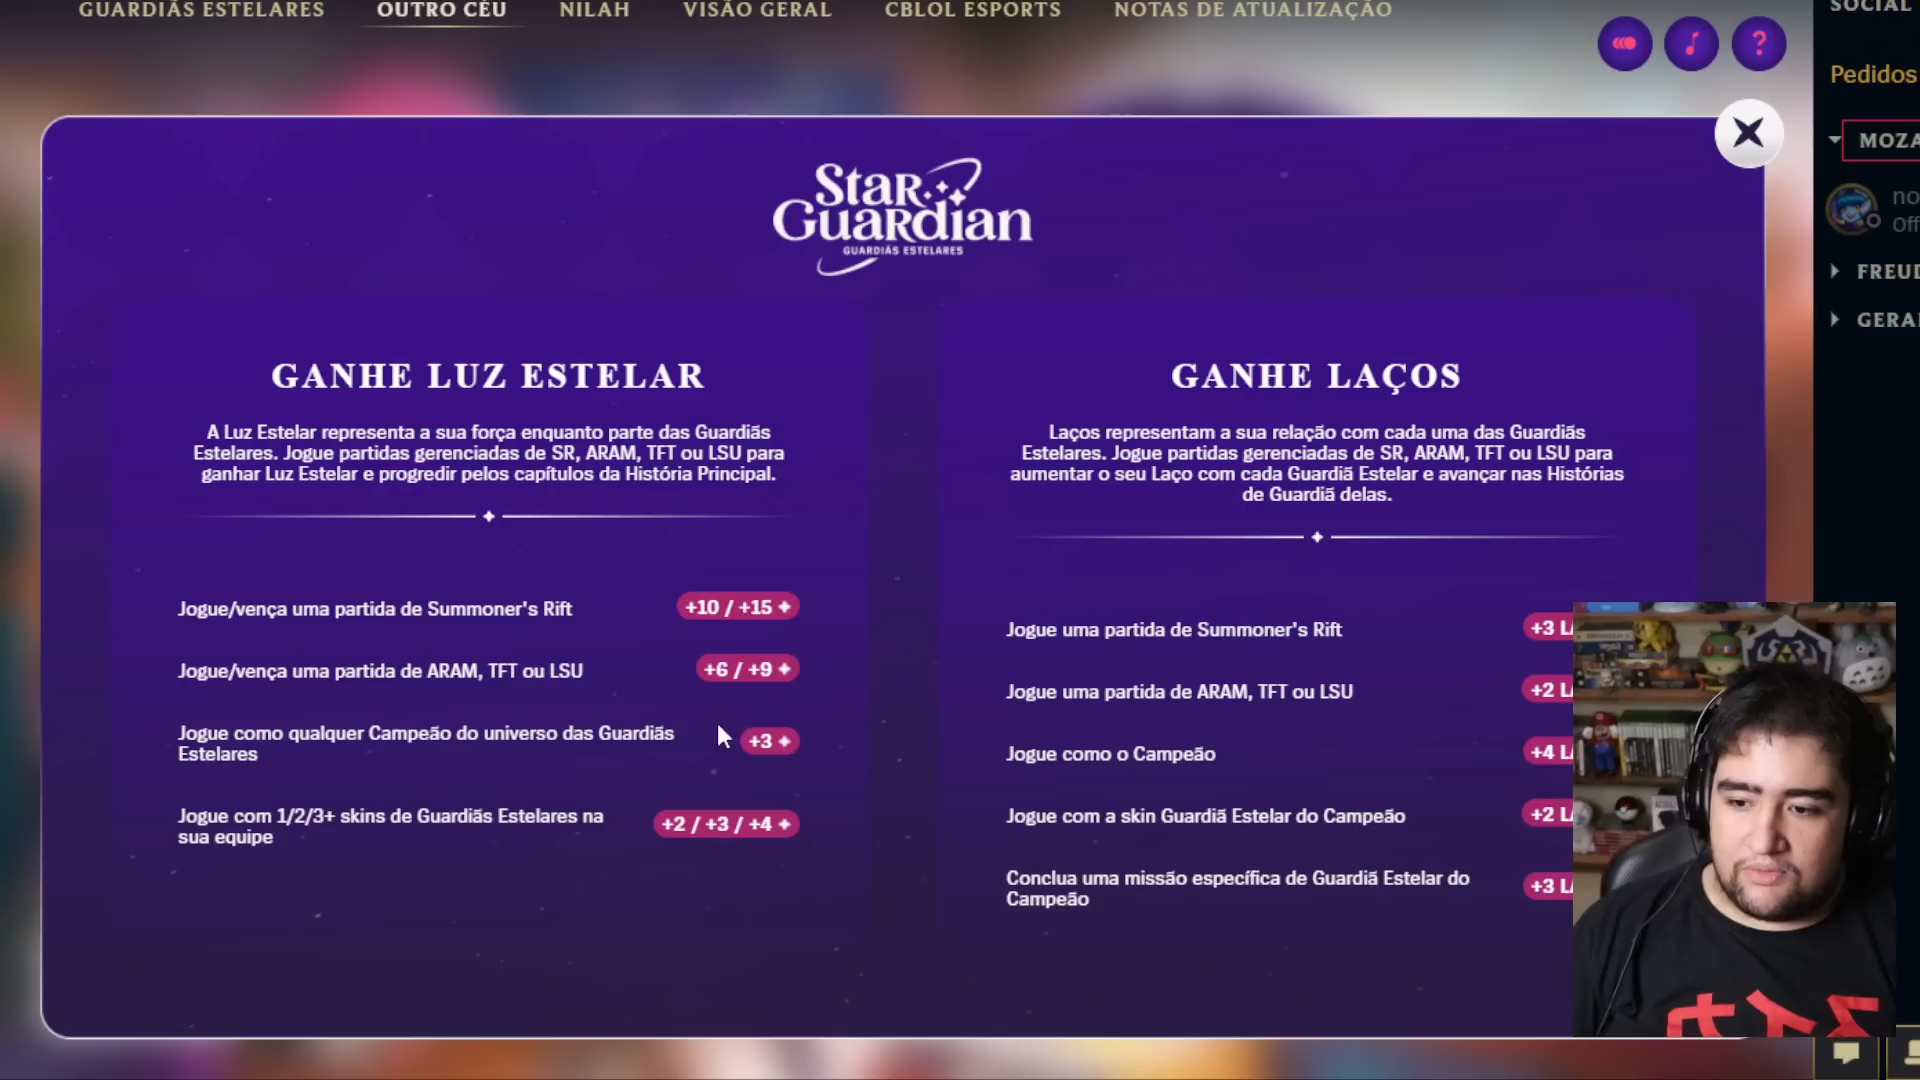 GUARDIÃS ESTELARES OUTRO CÉU NILAH VISÃO GERAL CBLOL ESPORTS NOTAS DE ATUALIZAÇÃO
SOCIAL
Pedidos
STAR
GUARDIAN
GUARDIÃS ESTELARES
GANHE LUZ ESTELAR
A Luz Estelar representa a sua força enquanto parte das Guardiãs
Estelares. Jogue partidas gerenciadas de SR, ARAM, TFT ou LSU para
ganhar Luz Estelar e progredir pelos capítulos da História Principal.
Jogue/vença uma partida de Summoner's Rift +10 / +15
Jogue/vença uma partida de ARAM, TFT ou LSU +6 / +9
Jogue como qualquer Campeão do universo das Guardiãs
Estelares +3
Jogue com 1/2/3+ skins de Guardiãs Estelares na
sua equipe +2 / +3 / +4
GANHE LAÇOS
Laços representam a sua relação com cada uma das Guardiãs
Estelares. Jogue partidas gerenciadas de SR, ARAM, TFT ou LSU para
aumentar o seu Laço com cada Guardiã Estelar e avançar nas Histórias
de Guardiã delas.
Jogue uma partida de Summoner's Rift +3
Jogue uma partida de ARAM, TFT ou LSU +2
Jogue como o Campeão +4
Jogue com a skin Guardiã Estelar do Campeão +2
Conclua uma missão específica de Guardiã Estelar do
Campeão +3